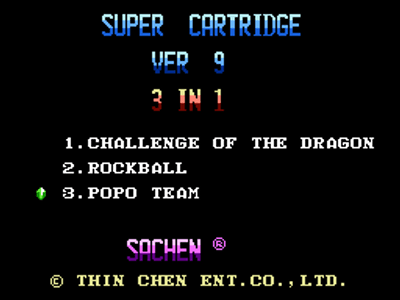 SUPER CARTRIDGE
VER 9
3 IN 1
1.CHALLENGE OF THE DRAGON
2.ROCKBALL
3.POPO TEAM
SACHEN ®
© THIN CHEN ENT.CO.,LTD.